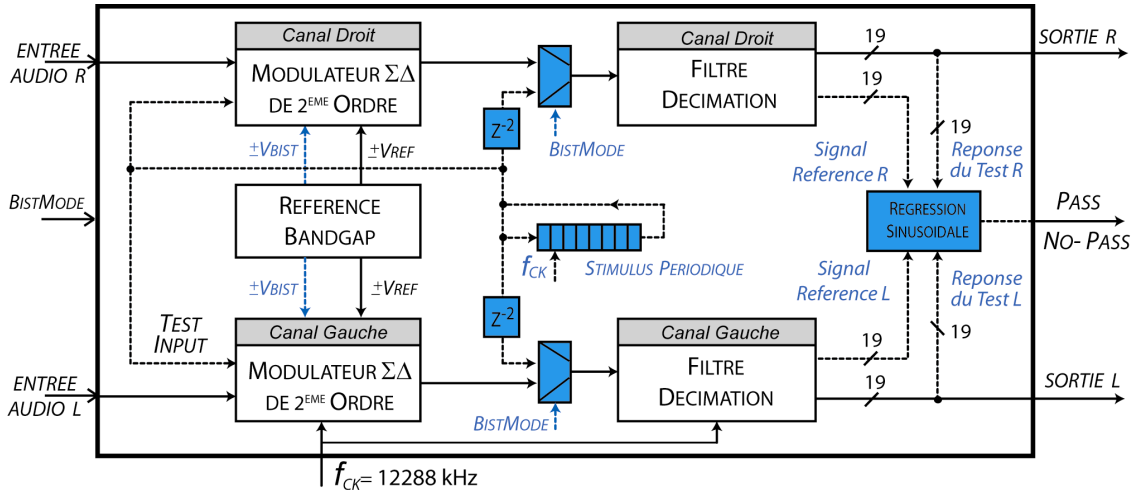 Canal Droit
Canal Droit
19
SORTIE R
ENTREE
AUDIO R
MODULATEUR ΣΔ
DE 2EME ORDRE
FILTRE
DECIMATION
19
Z-2
19
±VBIST
±VREF
BISTMODE
Signal
Reference R
Reponse
du Test R
BISTMODE
REFERENCE
BANDGAP
REGRESSION
SINUSOIDALE
PASS
NO-PASS
fCK
STIMULUS PERIODIQUE
±VBIST
±VREF
Signal
Reference L
Reponse
du Test L
Z-2
TEST
INPUT
Canal Gauche
Canal Gauche
19
19
MODULATEUR ΣΔ
DE 2EME ORDRE
FILTRE
DECIMATION
ENTREE
AUDIO L
19
SORTIE L
BISTMODE
fCK= 12288 kHz